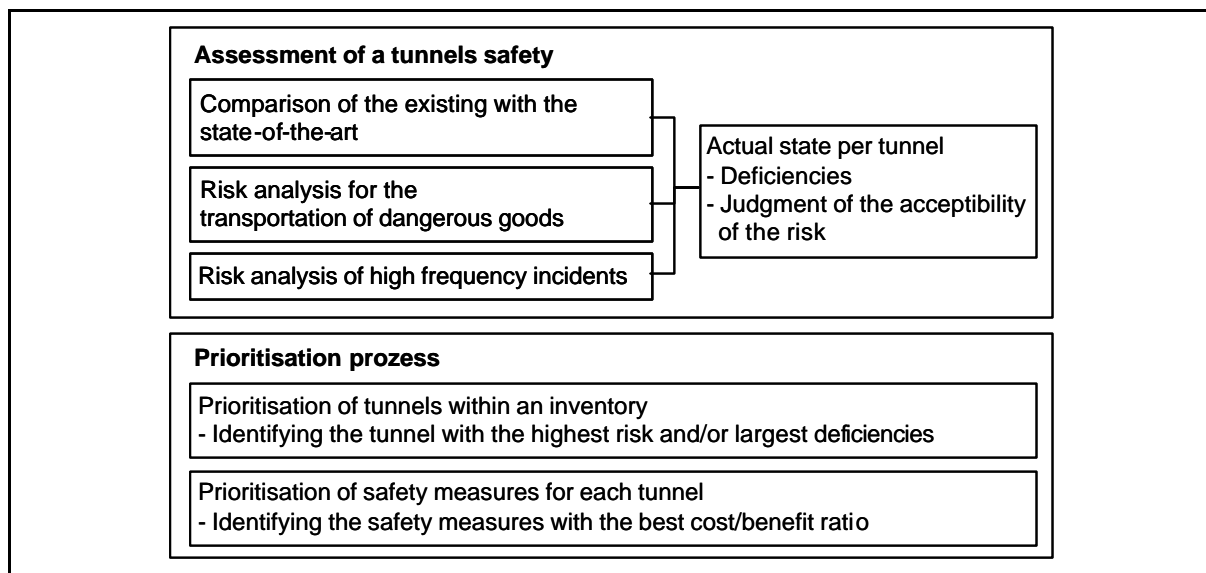 Assessment of a tunnels safety
Comparison of the existing with the
state-of-the-art
Risk analysis for the
transportation of dangerous goods
Risk analysis of high frequency incidents
Actual state per tunnel
- Deficiencies
- Judgment of the acceptibility
of the risk
Prioritisation prozess
Prioritisation of tunnels within an inventory
- Identifying the tunnel with the highest risk and/or largest deficiencies
Prioritisation of safety measures for each tunnel
- Identifying the safety measures with the best cost/benefit ratio